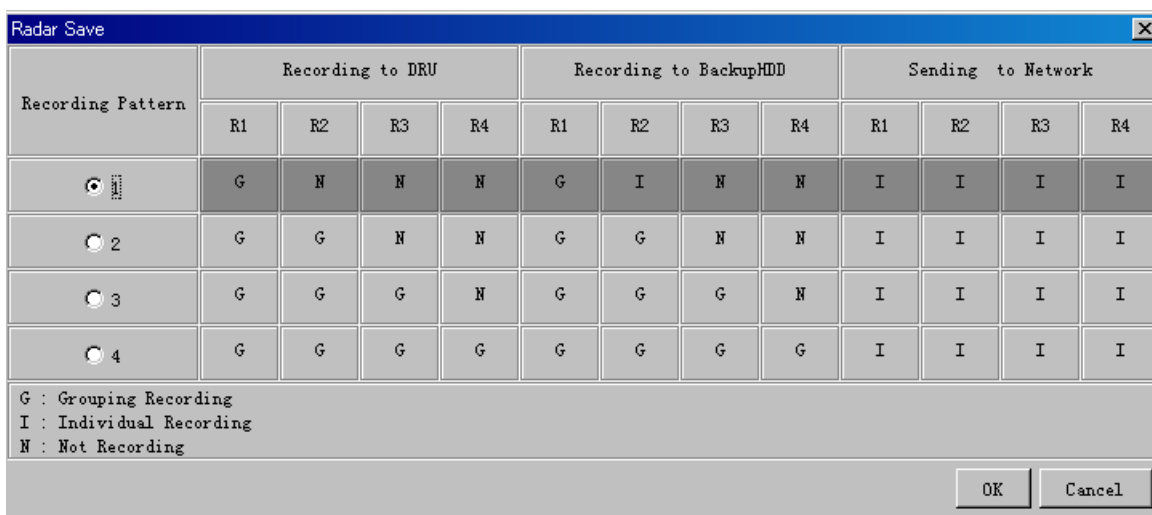 Radar Save
Recording Pattern Recording to DRU Recording to BackupHDD Sending to Network
R1 R2 R3 R4 R1 R2 R3 R4 R1 R2 R3 R4
1 G N N N G I N N I I I I
2 G G N N G G N N I I I I
3 G G G N G G G N I I I I
4 G G G G G G G G I I I I
G : Grouping Recording
I : Individual Recording
N : Not Recording
OK Cancel